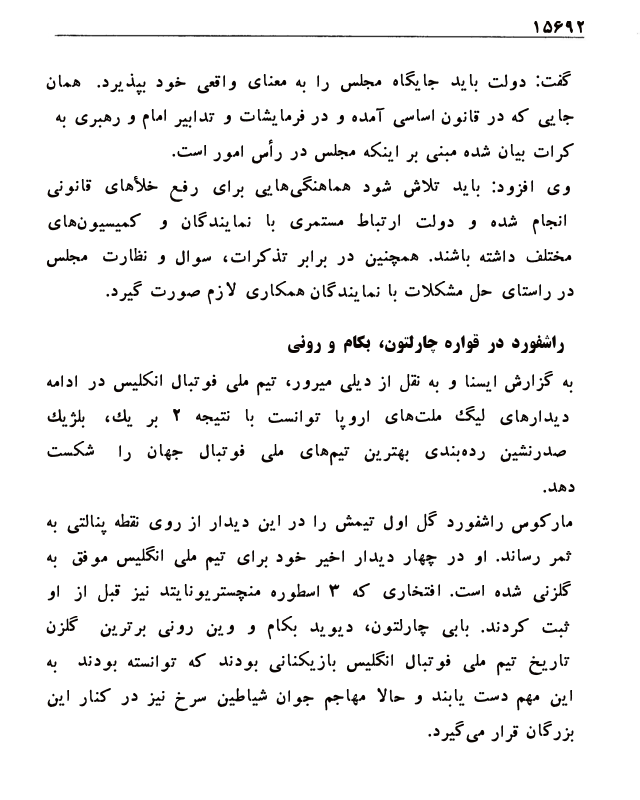 ۱۵۶۹۲
گفت: دولت باید جایگاه مجلس را به معنای واقعی خود بپذیرد. همان
جایی که در قانون اساسی آمده و در فرمایشات و تدابیر امام و رهبری به
کرات بیان شده مبنی بر اینکه مجلس در رأس امور است.
وی افزود: باید تلاش شود هماهنگی‌هایی برای رفع خلأهای قانونی
انجام شده و دولت ارتباط مستمری با نمایندگان و کمیسیون‌های
مختلف داشته باشند. همچنین در برابر تذکرات، سوال و نظارت مجلس
در راستای حل مشکلات با نمایندگان همکاری لازم صورت گیرد.
راشفورد در قواره چارلتون، بکام و رونی
به گزارش ایسنا و به نقل از دیلی میرور، تیم ملی فوتبال انگلیس در ادامه
دیدارهای لیگ ملت‌های اروپا توانست با نتیجه ۲ بر یك، بلژیك
صدرنشین رده‌بندی بهترین تیم‌های ملی فوتبال جهان را شکست
دهد.
مارکوس راشفورد گل اول تیمش را در این دیدار از روی نقطه پنالتی به
ثمر رساند. او در چهار دیدار اخیر خود برای تیم ملی انگلیس موفق به
گلزنی شده است. افتخاری که ۳ اسطوره منچستریونایتد نیز قبل از او
ثبت کردند. بابی چارلتون، دیوید بکام و وین رونی برترین گلزن
تاریخ تیم ملی فوتبال انگلیس بازیکنانی بودند که توانسته بودند به
این مهم دست یابند و حالا مهاجم جوان شیاطین سرخ نیز در کنار این
بزرگان قرار می‌گیرد.